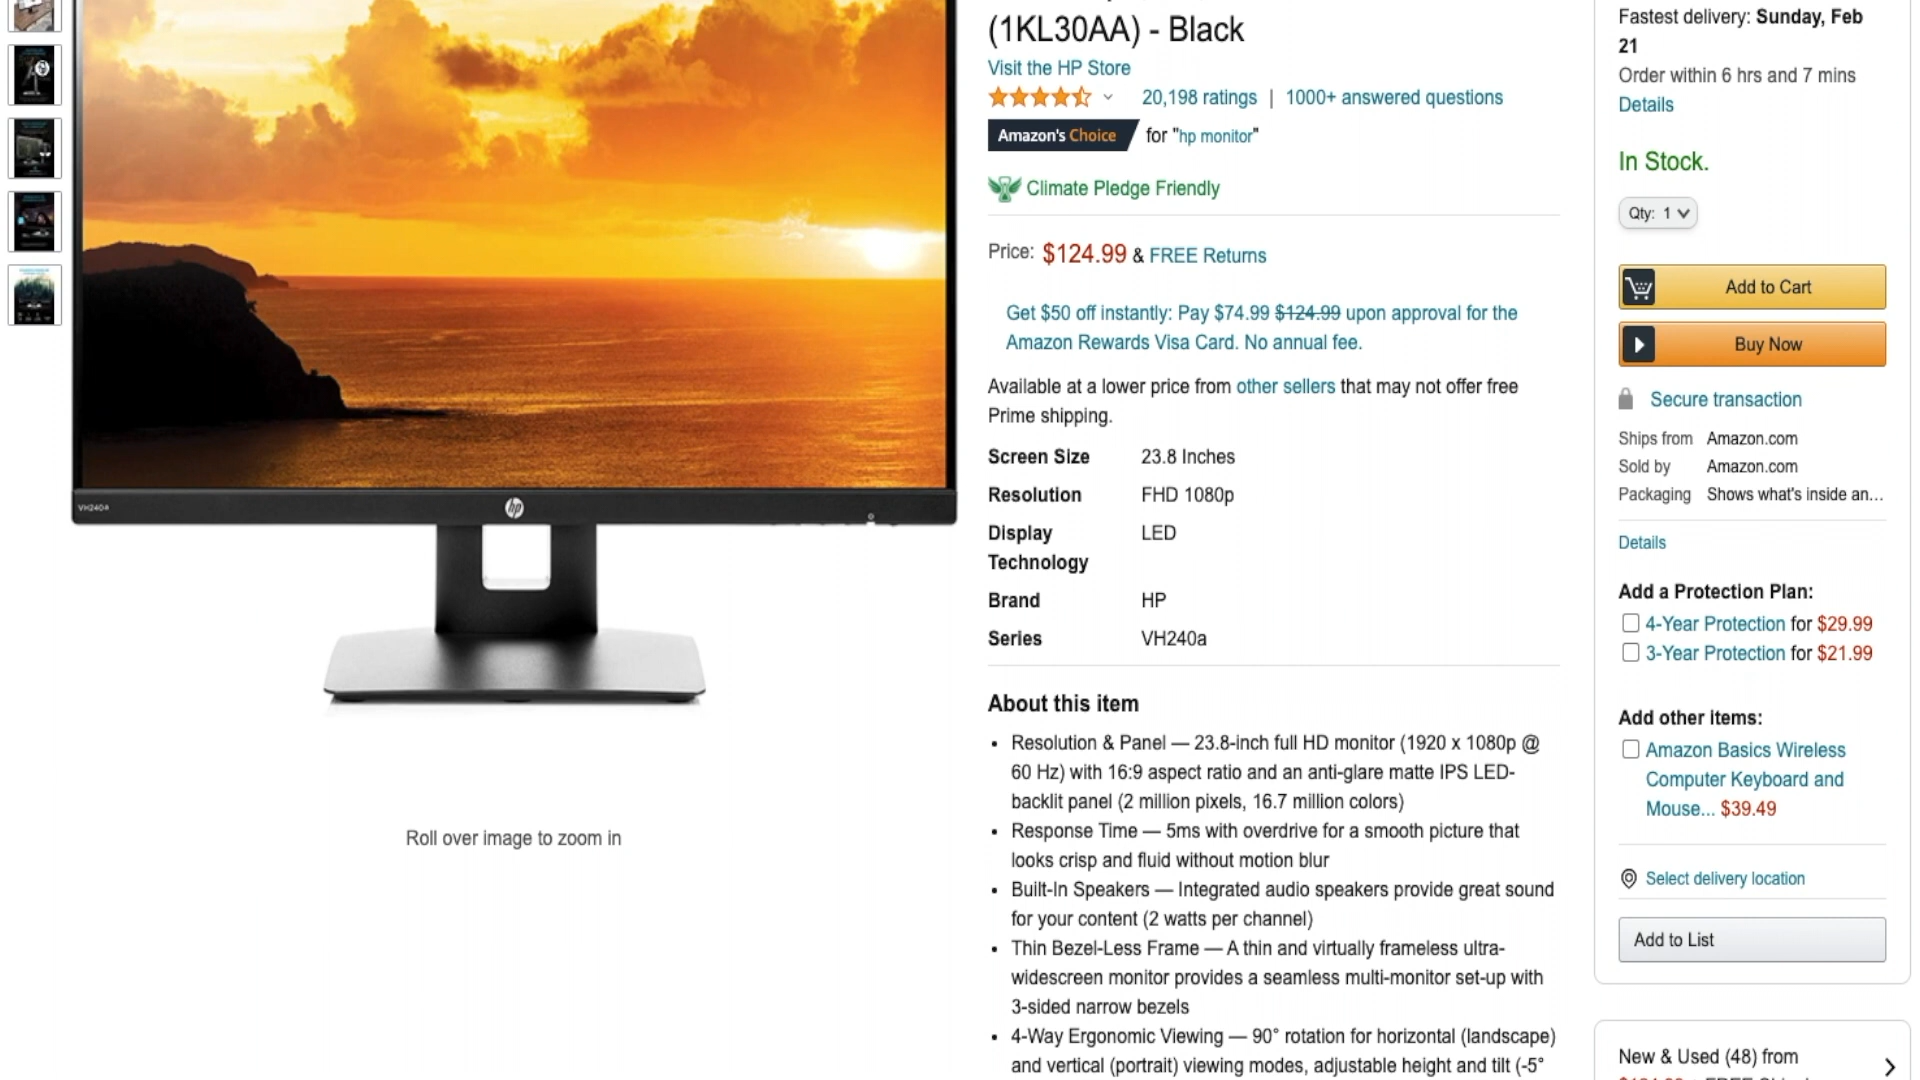 (1KL30AA) - Black
Visit the HP Store
20,198 ratings | 1000+ answered questions
Amazon's Choice for "hp monitor"
Climate Pledge Friendly
Price: $124.99 & FREE Returns
Get $50 off instantly: Pay $74.99 $124.99 upon approval for the
Amazon Rewards Visa Card. No annual fee.
Available at a lower price from other sellers that may not offer free
Prime shipping.
Screen Size 23.8 Inches
Resolution FHD 1080p
Display LED
Technology
Brand HP
Series VH240a
About this item
• Resolution & Panel — 23.8-inch full HD monitor (1920 x 1080p @
60 Hz) with 16:9 aspect ratio and an anti-glare matte IPS LED-
backlit panel (2 million pixels, 16.7 million colors)
• Response Time — 5ms with overdrive for a smooth picture that
looks crisp and fluid without motion blur
• Built-In Speakers — Integrated audio speakers provide great sound
for your content (2 watts per channel)
• Thin Bezel-Less Frame — A thin and virtually frameless ultra-
widescreen monitor provides a seamless multi-monitor set-up with
3-sided narrow bezels
• 4-Way Ergonomic Viewing — 90° rotation for horizontal (landscape)
and vertical (portrait) viewing modes, adjustable height and tilt (-5°
VH240a
hp
Roll over image to zoom in
Fastest delivery: Sunday, Feb
21
Order within 6 hrs and 7 mins
Details
In Stock.
Qty: 1
Add to Cart
Buy Now
Secure transaction
Ships from Amazon.com
Sold by Amazon.com
Packaging Shows what's inside an...
Details
Add a Protection Plan:
4-Year Protection for $29.99
3-Year Protection for $21.99
Add other items:
Amazon Basics Wireless
Computer Keyboard and
Mouse... $39.49
Select delivery location
Add to List
New & Used (48) from